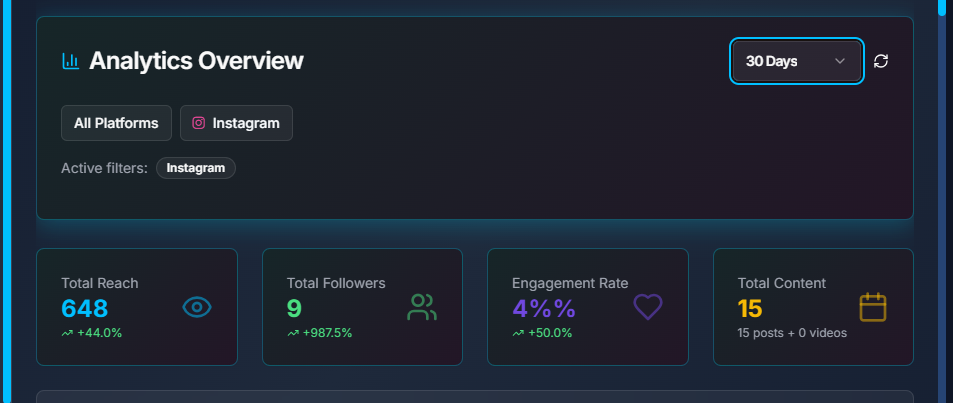 Analytics Overview
30 Days
All Platforms
Instagram
Active filters: Instagram
Total Reach
648
+44.0%
Total Followers
9
+987.5%
Engagement Rate
4%%
+50.0%
Total Content
15
15 posts + 0 videos